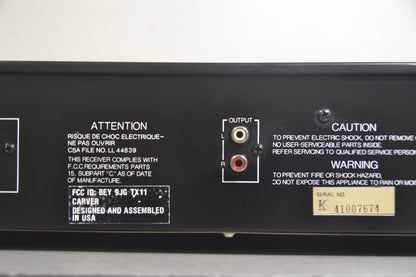 ATTENTION
RISQUE DE CHOC ELECTRIQUE-
NE PAS OUVRIR
CSA FILE NO. LL 44839
THIS RECEIVER COMPLIES WITH
F.C.C. REQUIREMENTS PARTS
15, SUBPART "C" AS OF DATE
OF MANUFACTURE.
FCC ID: BEY 9JG TX11
CARVER
DESIGNED AND ASSEMBLED
IN USA
OUTPUT
L
R
CAUTION
TO PREVENT ELECTRIC SHOCK, DO NOT REMOVE
NO USER-SERVICEABLE PARTS INSIDE.
REFER SERVICING TO QUALIFIED SERVICE
WARNING
TO PREVENT FIRE OR SHOCK HAZARD,
DO NOT EXPOSE THIS APPLIANCE TO RAIN OR
SERIAL NO.
K 41007674